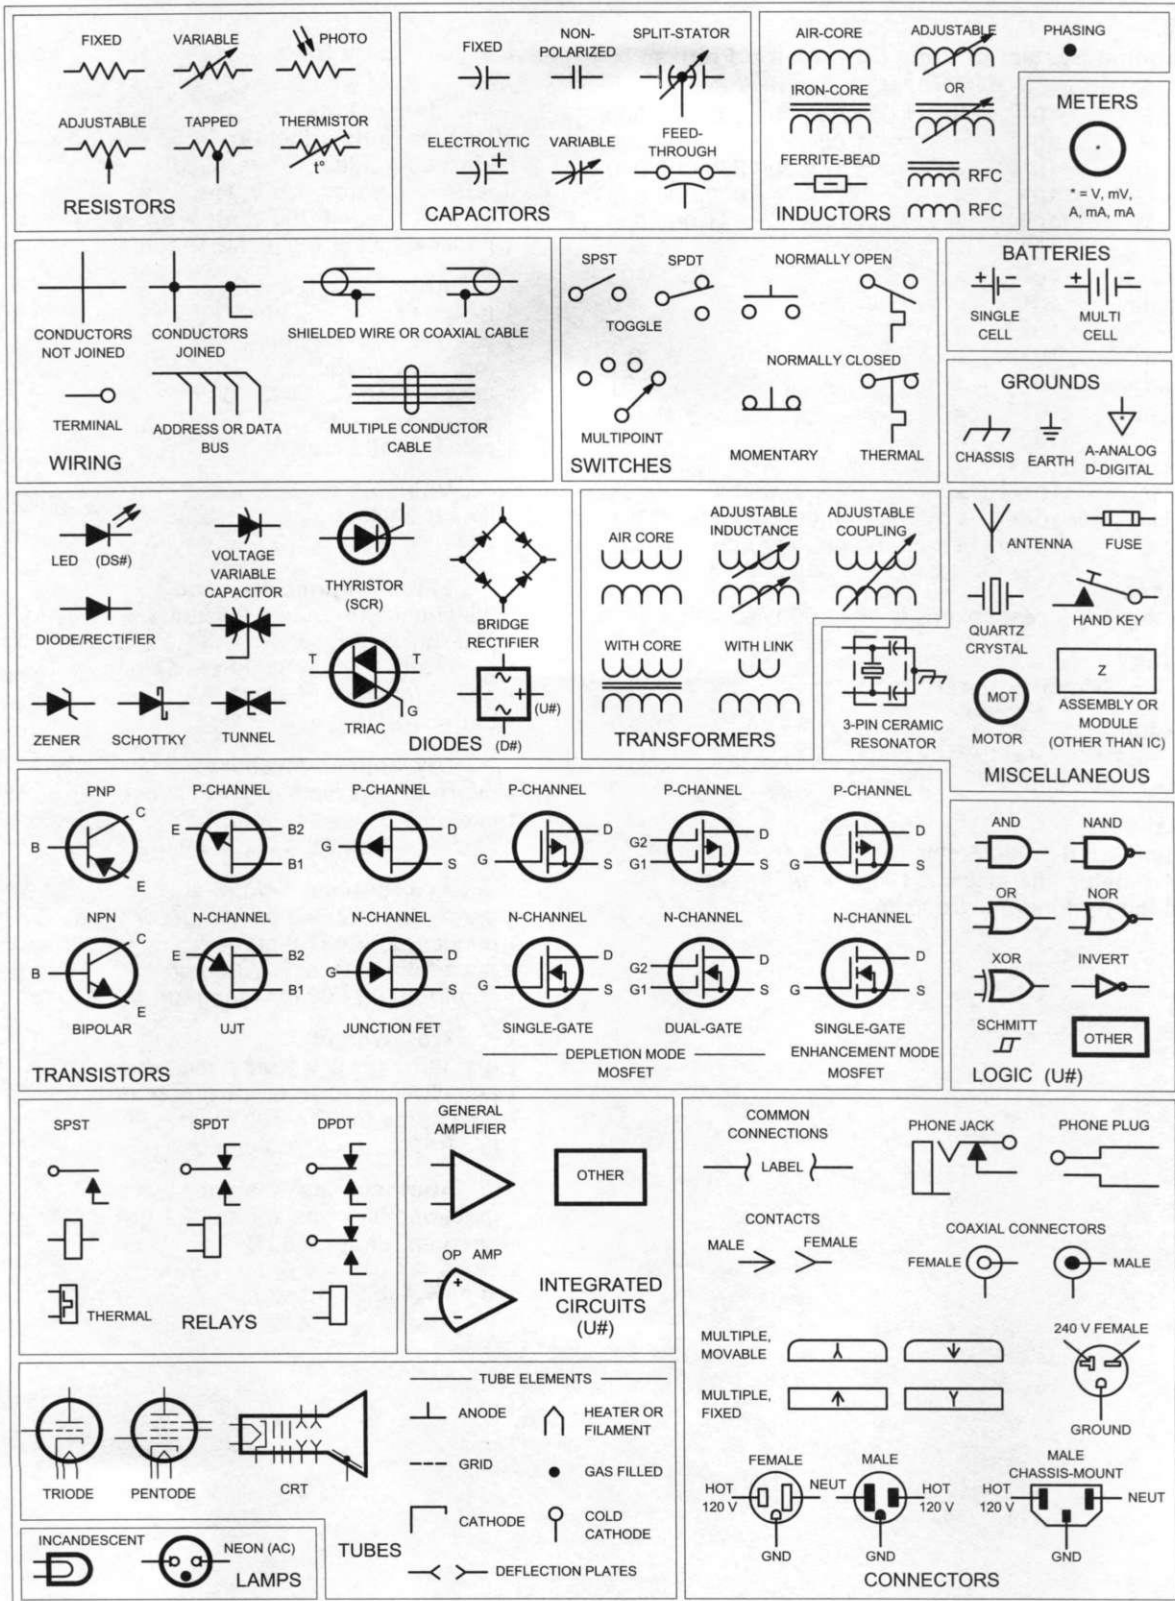 FIXED
VARIABLE
PHOTO
ADJUSTABLE
TAPPED
THERMISTOR
t°
RESISTORS
FIXED
NON-
POLARIZED
SPLIT-STATOR
ELECTROLYTIC
+
VARIABLE
FEED-
THROUGH
CAPACITORS
AIR-CORE
ADJUSTABLE
PHASING
IRON-CORE
OR
FERRITE-BEAD
RFC
RFC
INDUCTORS
METERS
*
* = V, mV,
A, mA, mA
CONDUCTORS
NOT JOINED
CONDUCTORS
JOINED
SHIELDED WIRE OR COAXIAL CABLE
TERMINAL
ADDRESS OR DATA
BUS
MULTIPLE CONDUCTOR
CABLE
WIRING
SPST
SPDT
NORMALLY OPEN
TOGGLE
NORMALLY CLOSED
MULTIPOINT
MOMENTARY
THERMAL
SWITCHES
BATTERIES
+ −
+ −
SINGLE
CELL
MULTI
CELL
GROUNDS
CHASSIS
EARTH
A-ANALOG
D-DIGITAL
LED (DS#)
VOLTAGE
VARIABLE
CAPACITOR
THYRISTOR
(SCR)
BRIDGE
RECTIFIER
DIODE/RECTIFIER
ZENER
SCHOTTKY
TUNNEL
T
T
G
TRIAC
~
− +
~
(U#)
(D#)
DIODES
AIR CORE
ADJUSTABLE
INDUCTANCE
ADJUSTABLE
COUPLING
WITH CORE
WITH LINK
TRANSFORMERS
ANTENNA
FUSE
QUARTZ
CRYSTAL
HAND KEY
3-PIN CERAMIC
RESONATOR
MOT
MOTOR
Z
ASSEMBLY OR
MODULE
(OTHER THAN IC)
MISCELLANEOUS
PNP
P-CHANNEL
P-CHANNEL
P-CHANNEL
P-CHANNEL
P-CHANNEL
B
C
E
E
B2
B1
G
D
S
G
D
S
G2
G1
D
S
G
D
S
NPN
N-CHANNEL
N-CHANNEL
N-CHANNEL
N-CHANNEL
N-CHANNEL
B
C
E
E
B2
B1
G
D
S
G
D
S
G2
G1
D
S
G
D
S
BIPOLAR
UJT
JUNCTION FET
SINGLE-GATE
DUAL-GATE
SINGLE-GATE
DEPLETION MODE
MOSFET
ENHANCEMENT MODE
MOSFET
TRANSISTORS
AND
NAND
OR
NOR
XOR
INVERT
SCHMITT
OTHER
LOGIC (U#)
SPST
SPDT
DPDT
THERMAL
RELAYS
GENERAL
AMPLIFIER
OTHER
OP AMP
+
−
INTEGRATED
CIRCUITS
(U#)
COMMON
CONNECTIONS
LABEL
PHONE JACK
PHONE PLUG
CONTACTS
MALE
FEMALE
COAXIAL CONNECTORS
FEMALE
MALE
MULTIPLE,
MOVABLE
240 V FEMALE
MULTIPLE,
FIXED
GROUND
FEMALE
MALE
MALE
CHASSIS-MOUNT
HOT
120 V
NEUT
HOT
120 V
HOT
120 V
NEUT
GND
GND
GND
CONNECTORS
TRIODE
PENTODE
CRT
TUBE ELEMENTS
ANODE
HEATER OR
FILAMENT
GRID
GAS FILLED
CATHODE
COLD
CATHODE
DEFLECTION PLATES
TUBES
INCANDESCENT
NEON (AC)
LAMPS